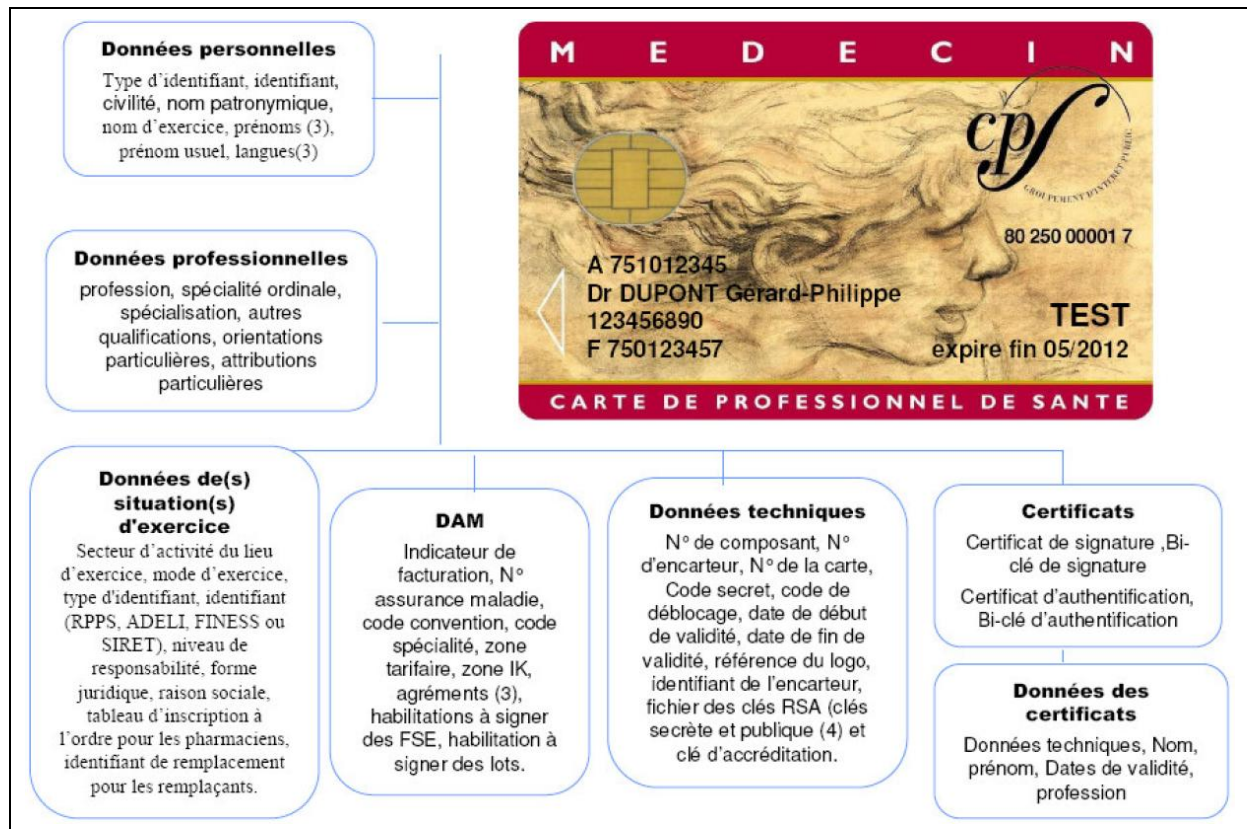 Données personnelles
Type d'identifiant, identifiant,
civilité, nom patronymique,
nom d'exercice, prénoms (3),
prénom usuel, langues(3)
Données professionnelles
profession, spécialité ordinale,
spécialisation, autres
qualifications, orientations
particulières, attributions
particulières
MEDECIN
cps
GROUPEMENT D'INTERÊT PUBLIC
80 250 00001 7
A 751012345
Dr DUPONT Gérard-Philippe
123456890
F 750123457
TEST
expire fin 05/2012
CARTE DE PROFESSIONNEL DE SANTE
Données de(s)
situation(s)
d'exercice
Secteur d'activité du lieu
d'exercice, mode d'exercice,
type d'identifiant, identifiant
(RPPS, ADELI, FINESS ou
SIRET), niveau de
responsabilité, forme
juridique, raison sociale,
tableau d'inscription à
l'ordre pour les pharmaciens,
identifiant de remplacement
pour les remplaçants.
DAM
Indicateur de
facturation, N°
assurance maladie,
code convention, code
spécialité, zone
tarifaire, zone IK,
agréments (3),
habilitations à signer
des FSE, habilitation à
signer des lots.
Données techniques
N° de composant, N°
d'encarteur, N° de la carte,
Code secret, code de
déblocage, date de début
de validité, date de fin de
validité, référence du logo,
identifiant de l'encarteur,
fichier des clés RSA (clés
secrète et publique (4) et
clé d'accréditation.
Certificats
Certificat de signature ,Bi-
clé de signature
Certificat d'authentification,
Bi-clé d'authentification
Données des
certificats
Données techniques, Nom,
prénom, Dates de validité,
profession